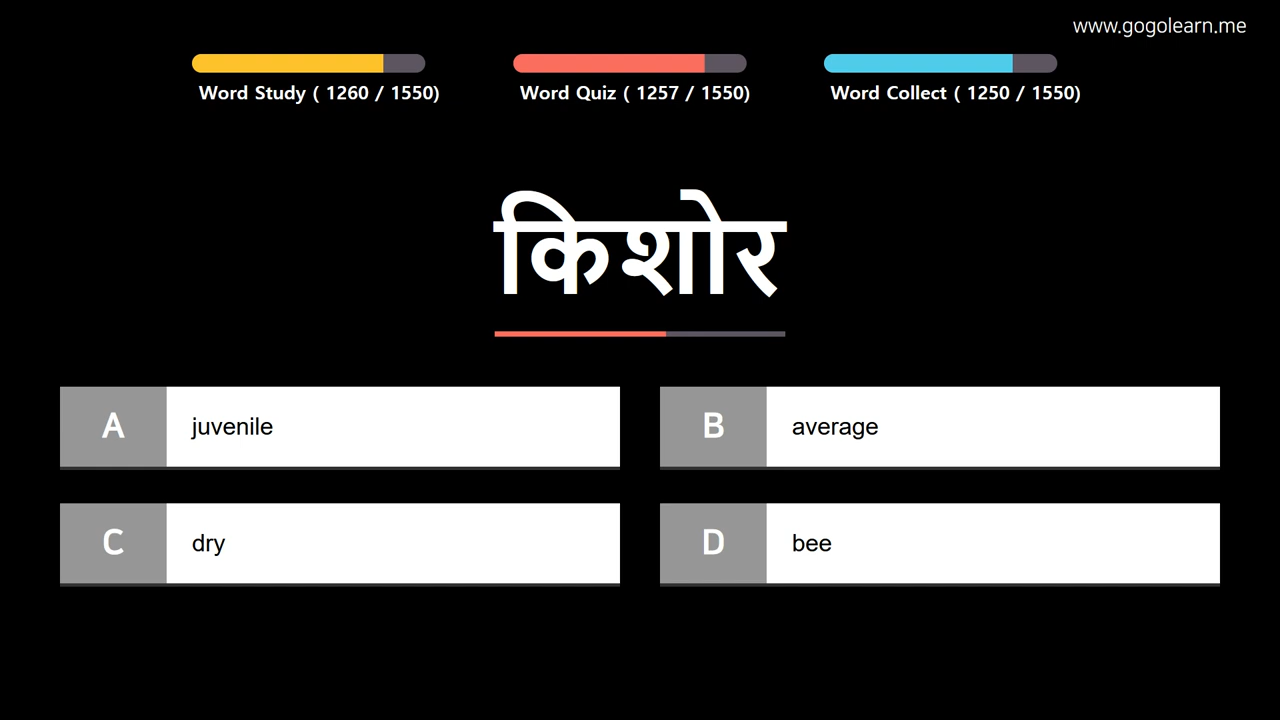 www.gogolearn.me
Word Study ( 1260 / 1550)
Word Quiz ( 1257 / 1550)
Word Collect ( 1250 / 1550)
किशोर
A juvenile
B average
C dry
D bee